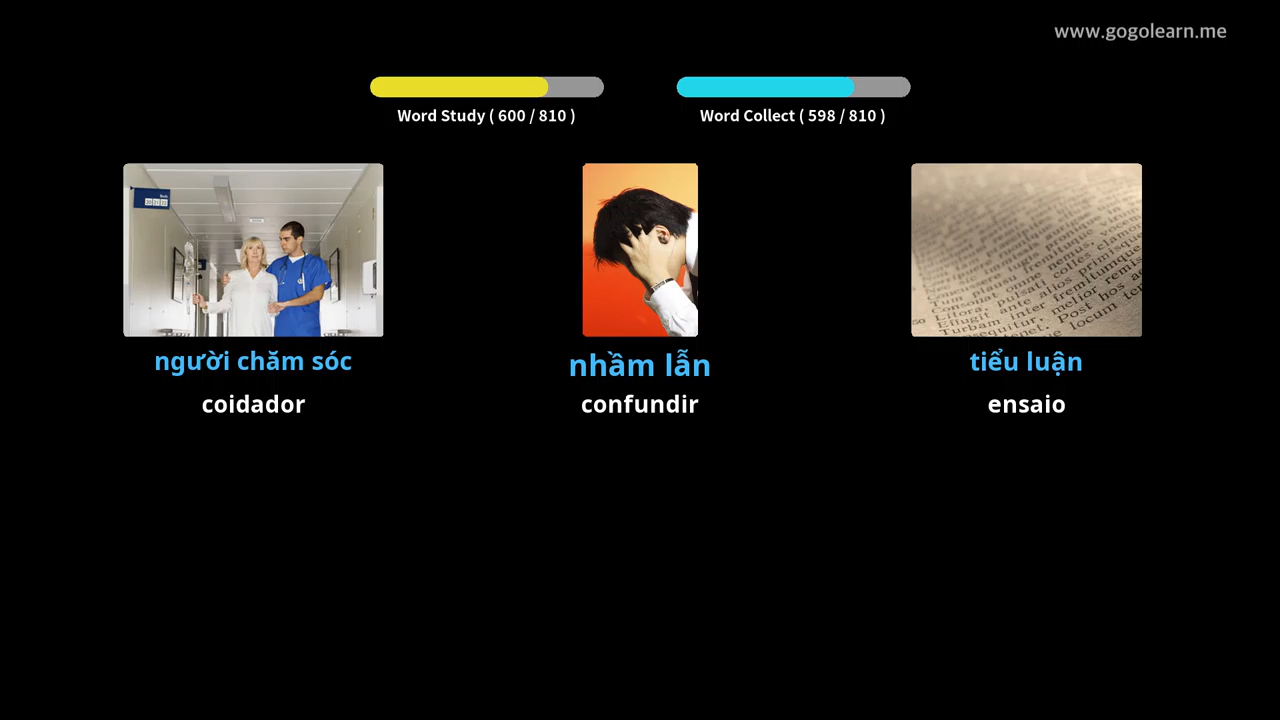 www.gogolearn.me
Word Study ( 600 / 810 )
Word Collect ( 598 / 810 )
người chăm sóc
nhầm lẫn
tiểu luận
coidador
confundir
ensaio